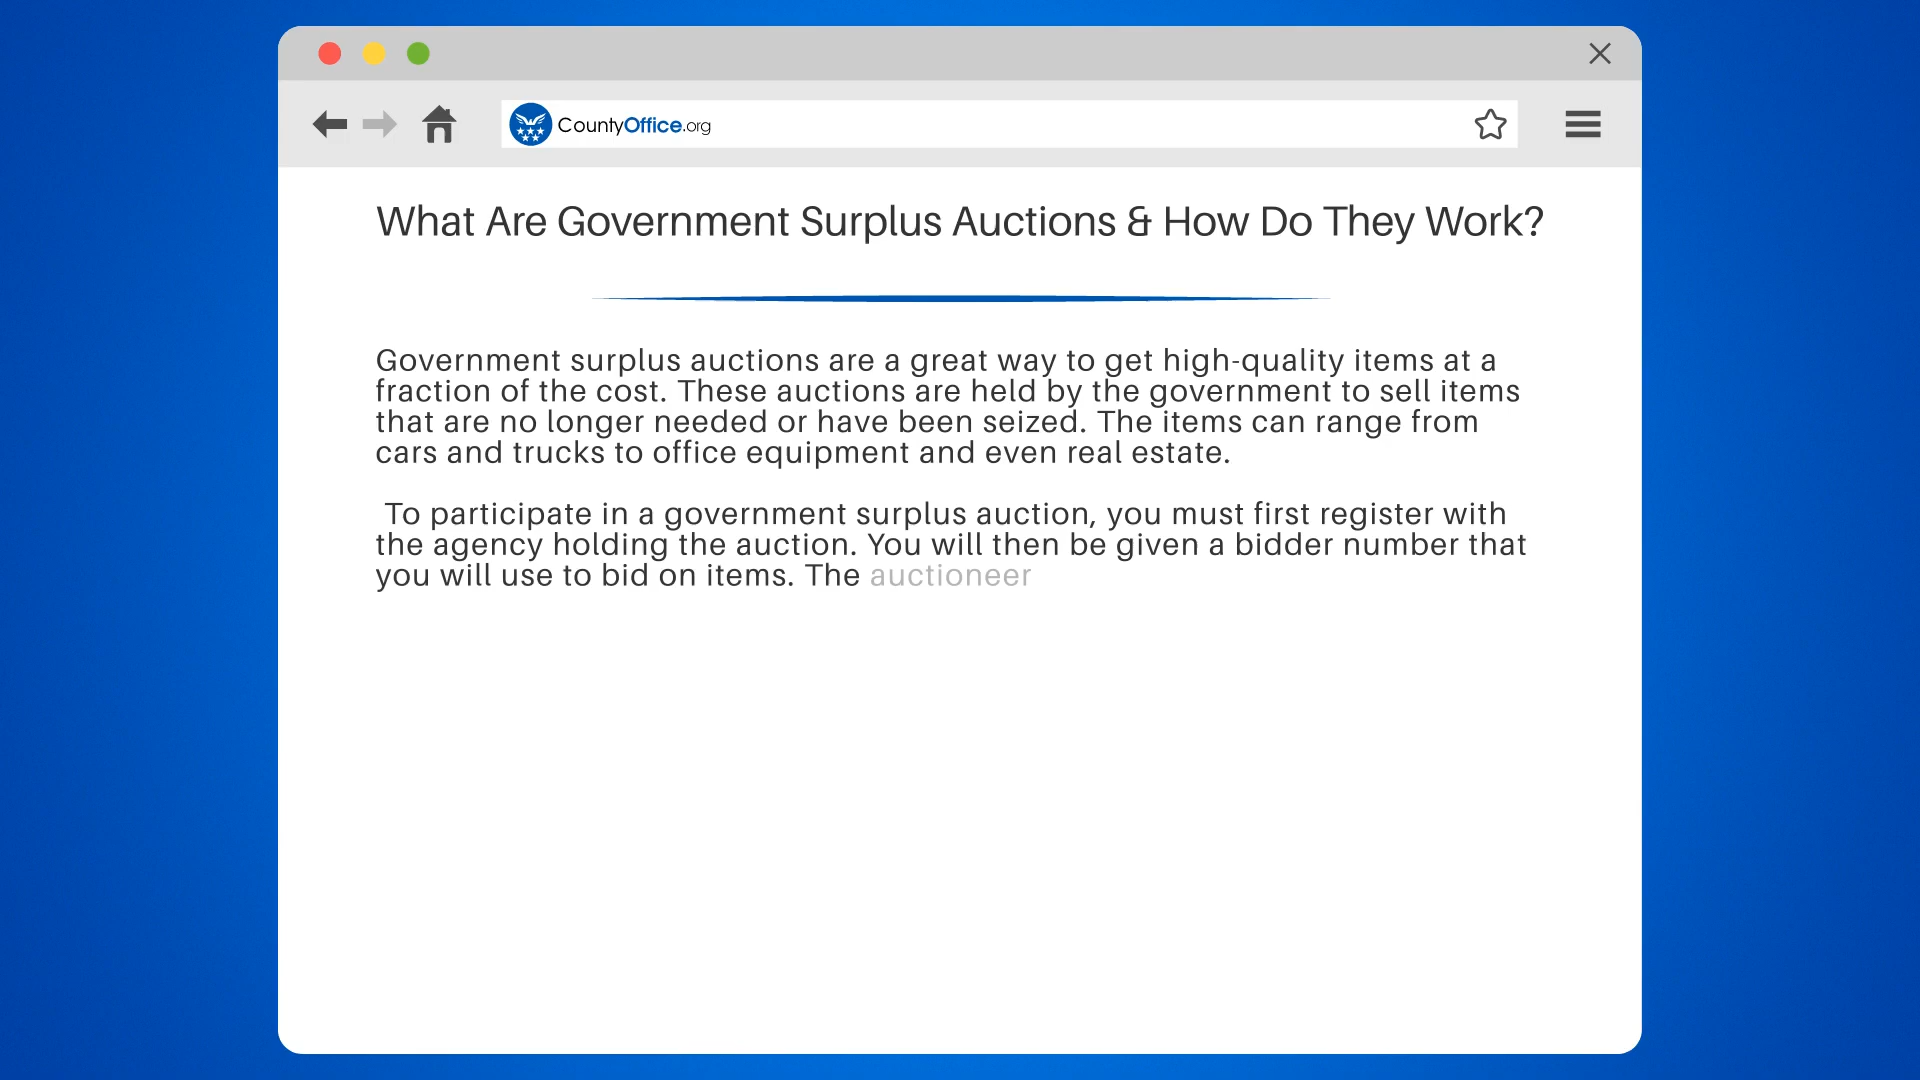 CountyOffice.org
What Are Government Surplus Auctions & How Do They Work?
Government surplus auctions are a great way to get high-quality items at a
fraction of the cost. These auctions are held by the government to sell items
that are no longer needed or have been seized. The items can range from
cars and trucks to office equipment and even real estate.
To participate in a government surplus auction, you must first register with
the agency holding the auction. You will then be given a bidder number that
you will use to bid on items. The auctioneer